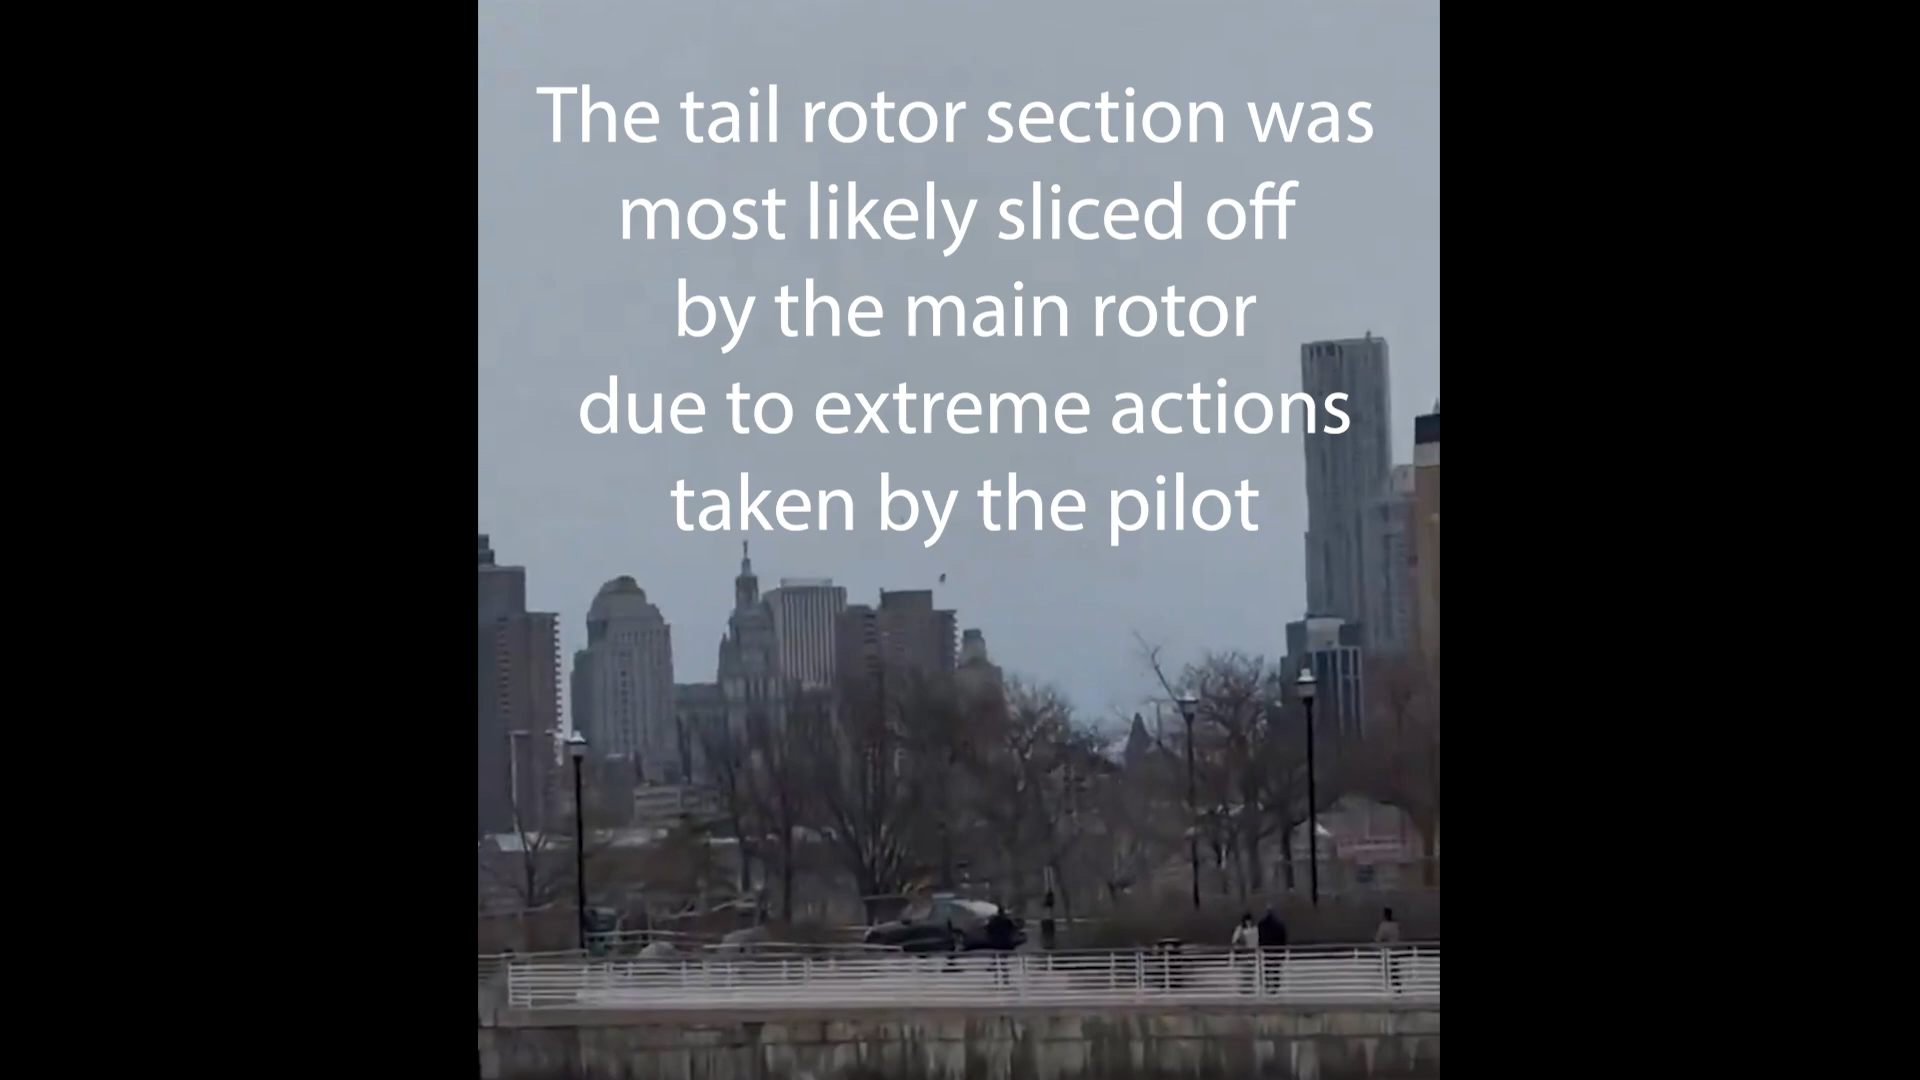 The tail rotor section was
most likely sliced off
by the main rotor
due to extreme actions
taken by the pilot